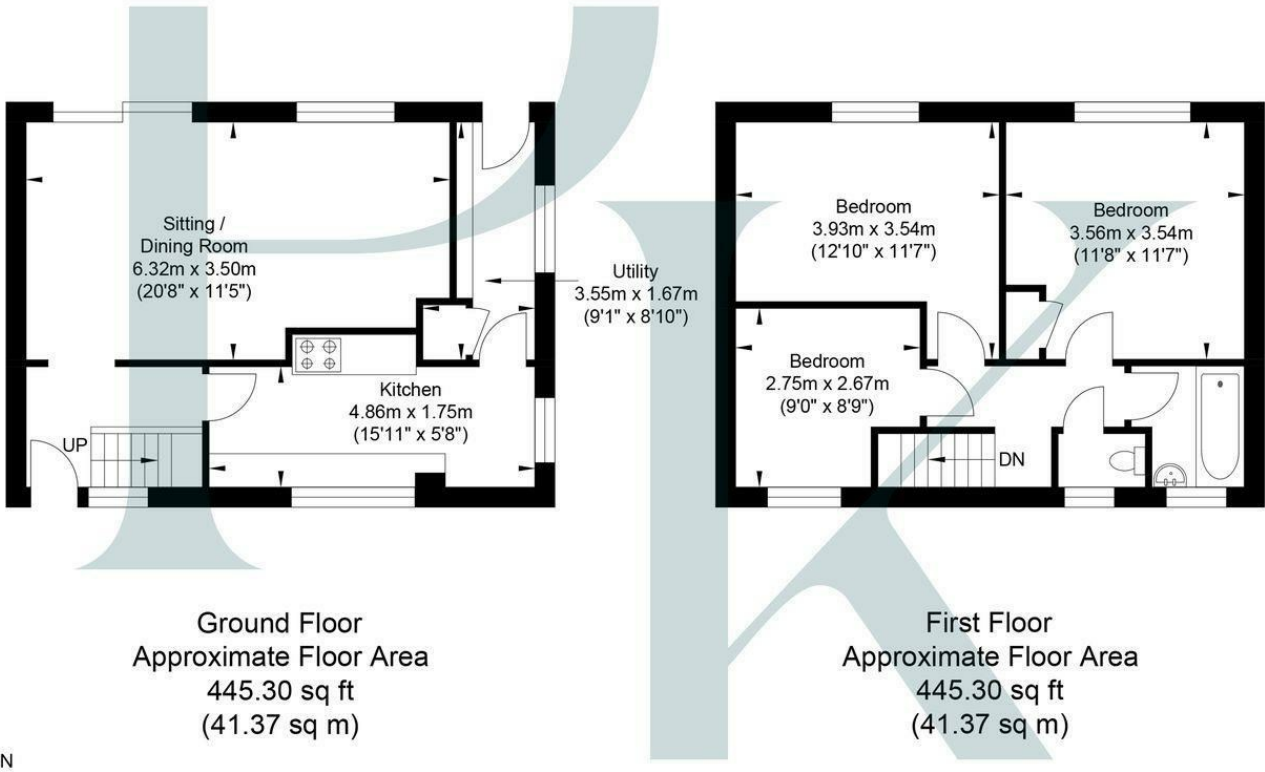 Sitting /
Dining Room
6.32m x 3.50m
(20'8" x 11'5")
Utility
3.55m x 1.67m
(9'1" x 8'10")
Kitchen
4.86m x 1.75m
(15'11" x 5'8")
UP
Bedroom
3.93m x 3.54m
(12'10" x 11'7")
Bedroom
3.56m x 3.54m
(11'8" x 11'7")
Bedroom
2.75m x 2.67m
(9'0" x 8'9")
DN
Ground Floor
Approximate Floor Area
445.30 sq ft
(41.37 sq m)
First Floor
Approximate Floor Area
445.30 sq ft
(41.37 sq m)
N